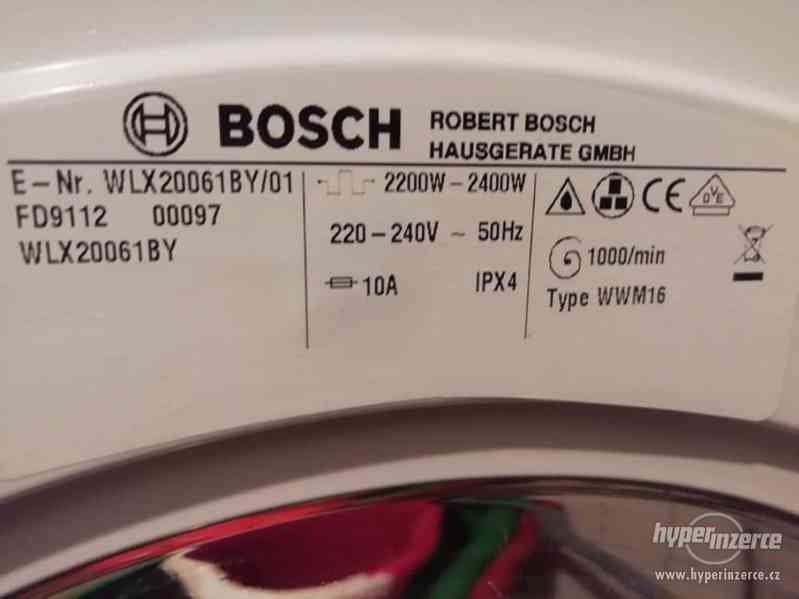 BOSCH
ROBERT BOSCH
HAUSGERATE GMBH
E-Nr. WLX20061BY/01
FD9112 00097
WLX20061BY
2200W-2400W
220-240V ~ 50Hz
10A IPX4
CE DVE
1000/min
Type WWM16
hyperinzerce
www.hyperinzerce.cz